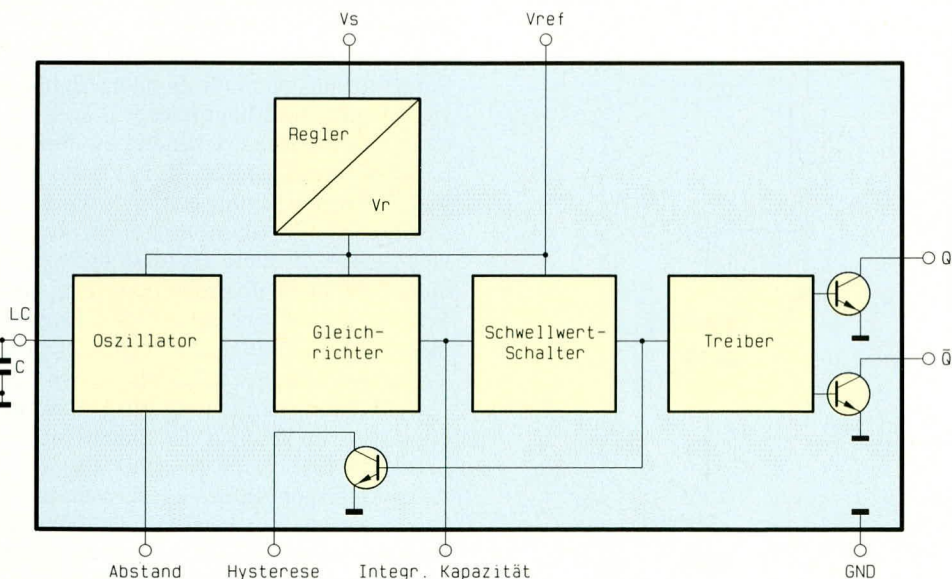 Vs
Vref
Regler
Vr
Q
LC
Oszillator
Gleich-
richter
Schwellwert-
Schalter
Treiber
C
Q̄
Abstand
Hysterese
Integr. Kapazität
GND